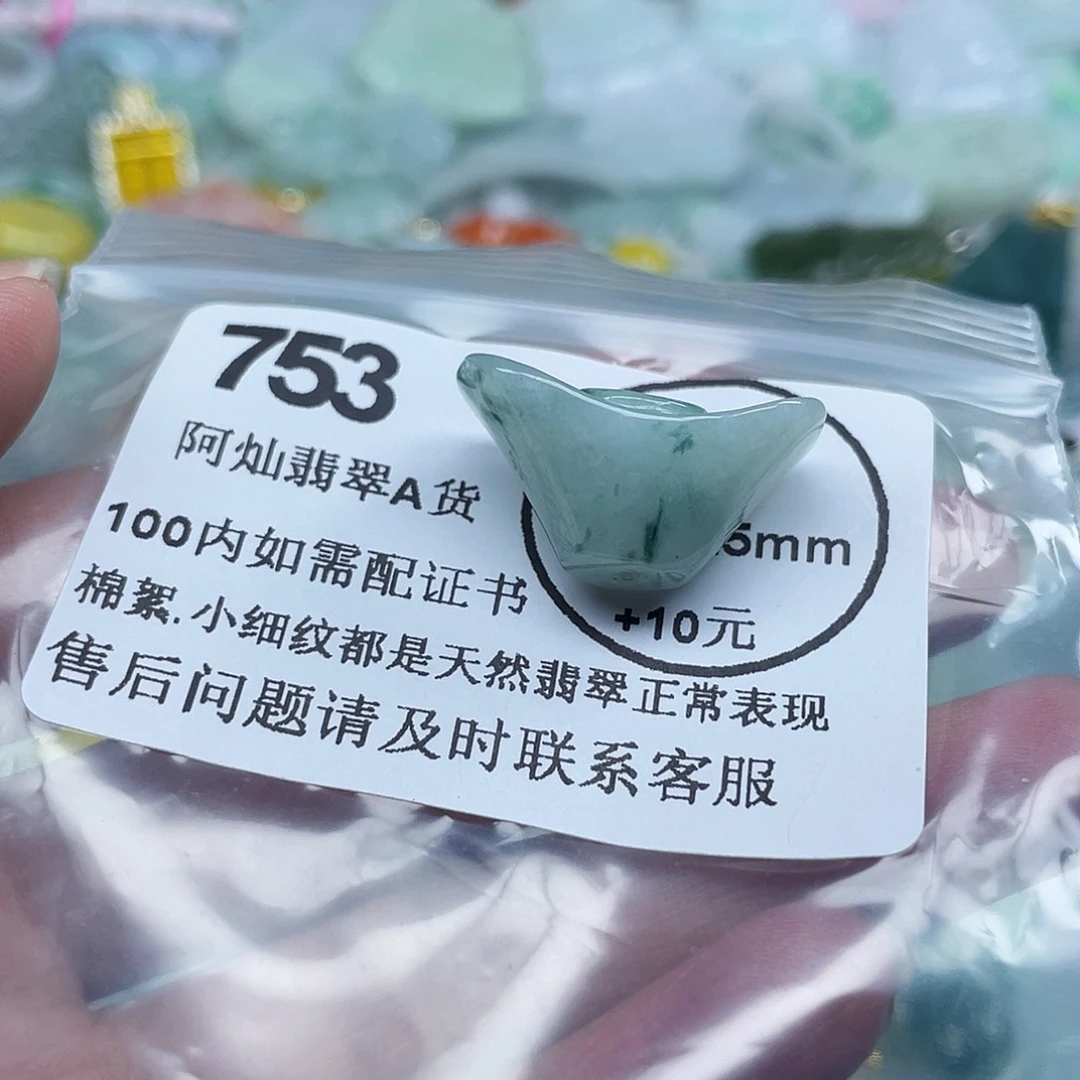 753
阿灿翡翠A货
5mm
100内如需配证书
+10元
棉絮.小细纹都是天然翡翠正常表现
售后问题请及时联系客服